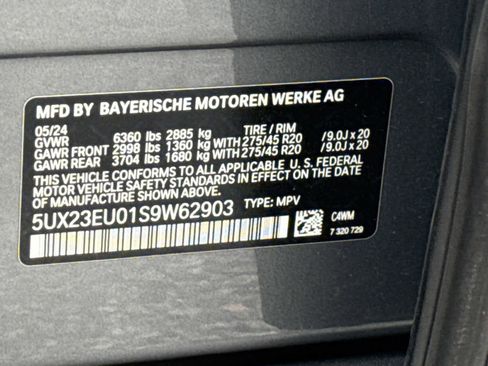 MFD BY BAYERISCHE MOTOREN WERKE AG
05/24
GVWR 6360 lbs 2885 kg TIRE / RIM
GAWR FRONT 2998 lbs 1360 kg WITH 275/45 R20 /9.0J x 20
GAWR REAR 3704 lbs 1680 kg WITH 275/45 R20 /9.0J x 20
THIS VEHICLE CONFORMS TO ALL APPLICABLE U. S. FEDERAL
MOTOR VEHICLE SAFETY STANDARDS IN EFFECT ON THE DATE
OF MANUFACTURE SHOWN ABOVE.
5UX23EU01S9W62903 TYPE: MPV
C4WM
7 320 729